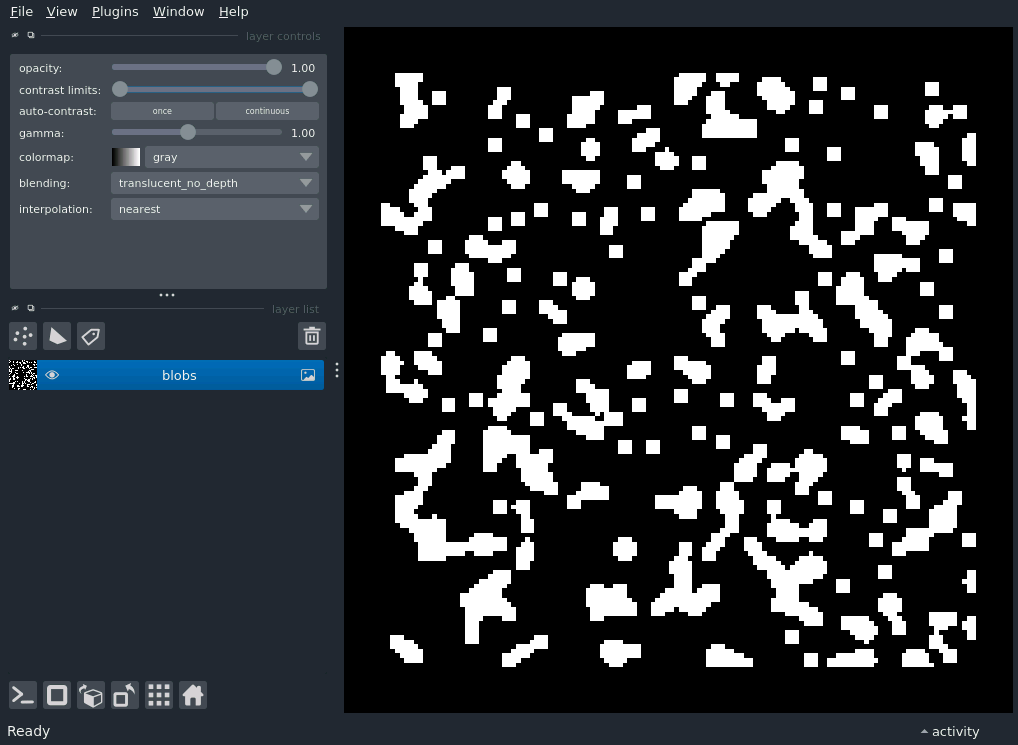 File View Plugins Window Help
layer controls
opacity: 1.00
contrast limits:
auto-contrast: once continuous
gamma: 1.00
colormap: gray
blending: translucent_no_depth
interpolation: nearest
layer list
blobs
Ready activity